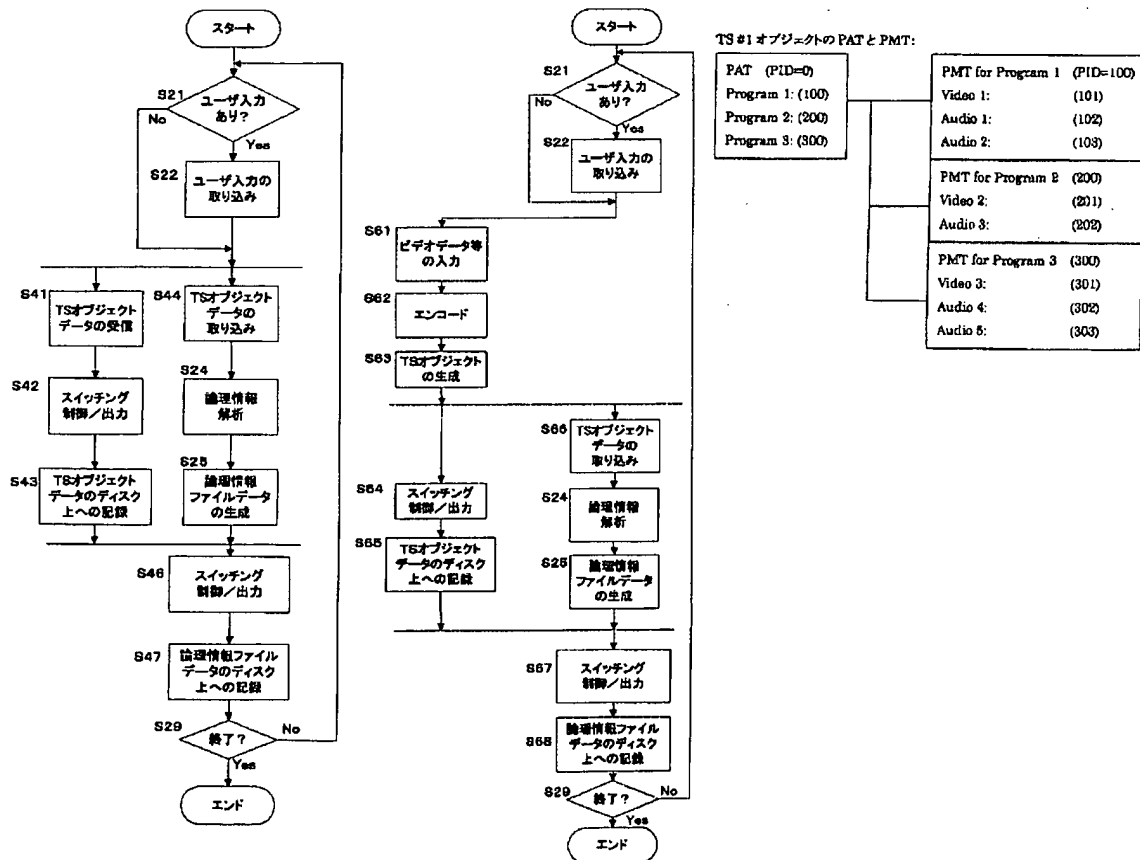 スタート
S21
ユーザ入力
あり?
No
Yes
S22
ユーザ入力の
取り込み
S41
TSオブジェクト
データの受信
S44
TSオブジェクト
データの
取り込み
S42
スイッチング
制御/出力
S24
論理情報
解析
S43
TSオブジェクト
データのディスク
上への記録
S25
論理情報
ファイルデータ
の生成
S46
スイッチング
制御/出力
S47
論理情報ファイル
データのディスク
上への記録
S29
終了?
No
Yes
エンド
スタート
S21
ユーザ入力
あり?
No
Yes
S22
ユーザ入力の
取り込み
S61
ビデオデータ等
の入力
S62
エンコード
S63
TSオブジェクト
の生成
S66
TSオブジェクト
データの
取り込み
S64
スイッチング
制御/出力
S24
論理情報
解析
S65
TSオブジェクト
データのディスク
上への記録
S25
論理情報
ファイルデータ
の生成
S67
スイッチング
制御/出力
S68
論理情報ファイル
データのディスク
上への記録
S29
終了?
No
Yes
エンド
TS #1 オブジェクトの PAT と PMT:
PAT (PID=0)
Program 1: (100)
Program 2: (200)
Program 3: (300)
PMT for Program 1 (PID=100)
Video 1: (101)
Audio 1: (102)
Audio 2: (103)
PMT for Program 2 (200)
Video 2: (201)
Audio 3: (202)
PMT for Program 3 (300)
Video 3: (301)
Audio 4: (302)
Audio 5: (303)